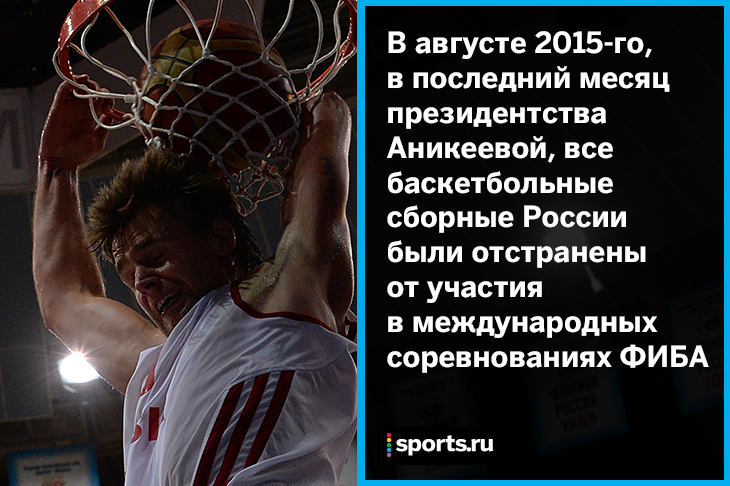 В августе 2015-го,
в последний месяц
президентства
Аникеевой, все
баскетбольные
сборные России
были отстранены
от участия
в международных
соревнованиях ФИБА
sports.ru